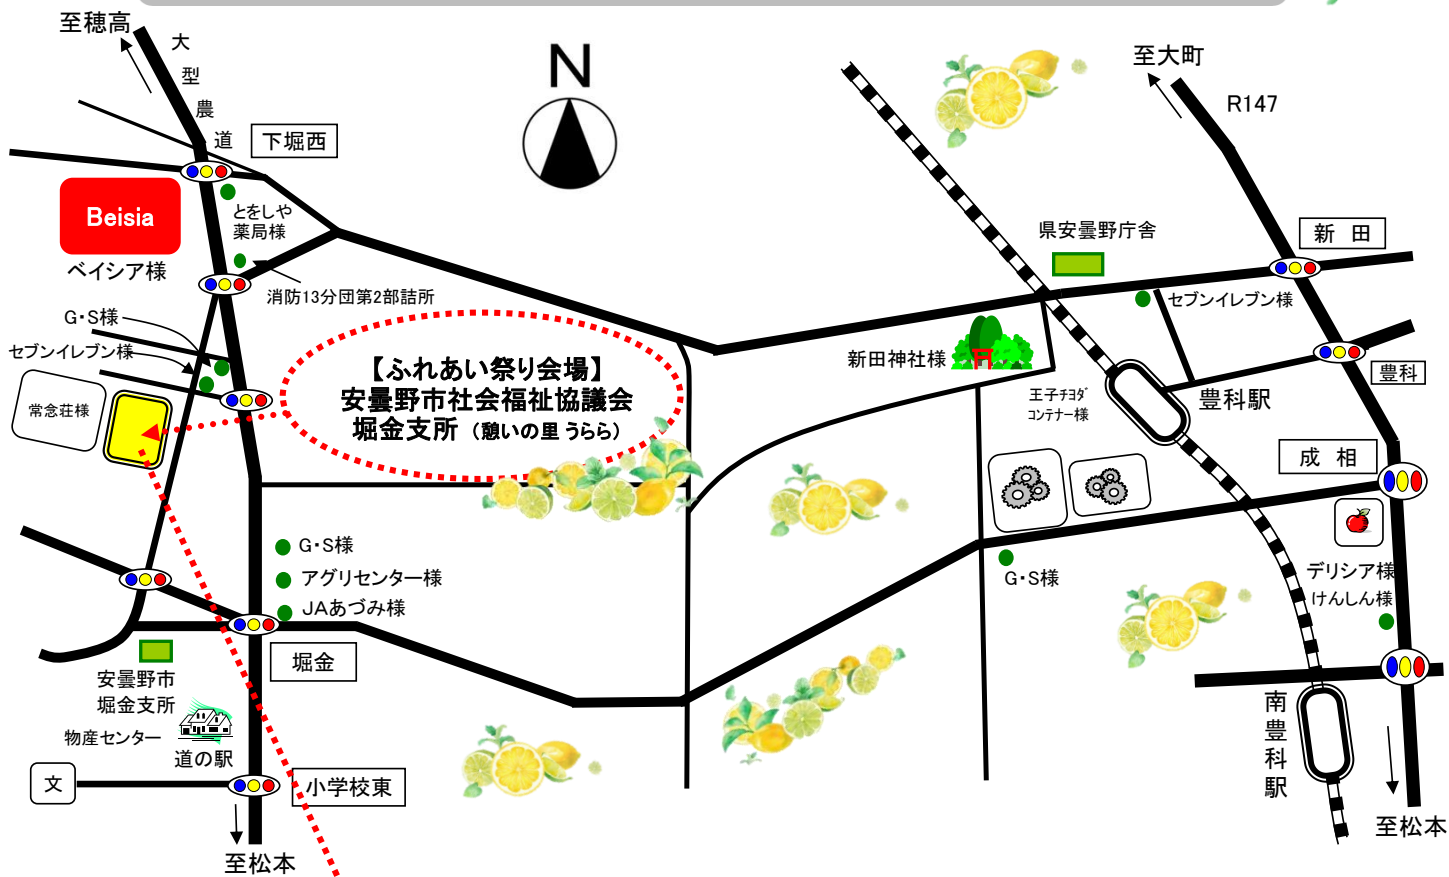 至穂高
大型農道
下堀西
Beisia
ベイシア様
とをしや
薬局様
消防13分団第2部詰所
G・S様
セブンイレブン様
常念荘様
【ふれあい祭り会場】
安曇野市社会福祉協議会
堀金支所（憩いの里 うらら）
G・S様
アグリセンター様
JAあづみ様
堀金
安曇野市
堀金支所
物産センター
道の駅
文
小学校東
至松本
N
至大町
R147
県安曇野庁舎
新 田
セブンイレブン様
新田神社様
豊科
豊科駅
王子チヨダ
コンテナー様
成 相
G・S様
デリシア様
けんしん様
南豊科駅
至松本